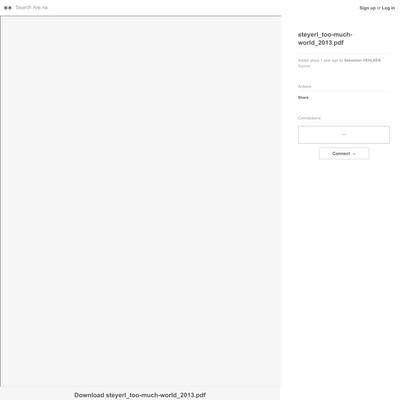 Search Are.na
Sign up or Log in
steyerl_too-much-
world_2013.pdf
Added about 1 year ago by Sebastian VEHLKEN
Source
Actions
Share
Connections
Connect →
Download steyerl_too-much-world_2013.pdf